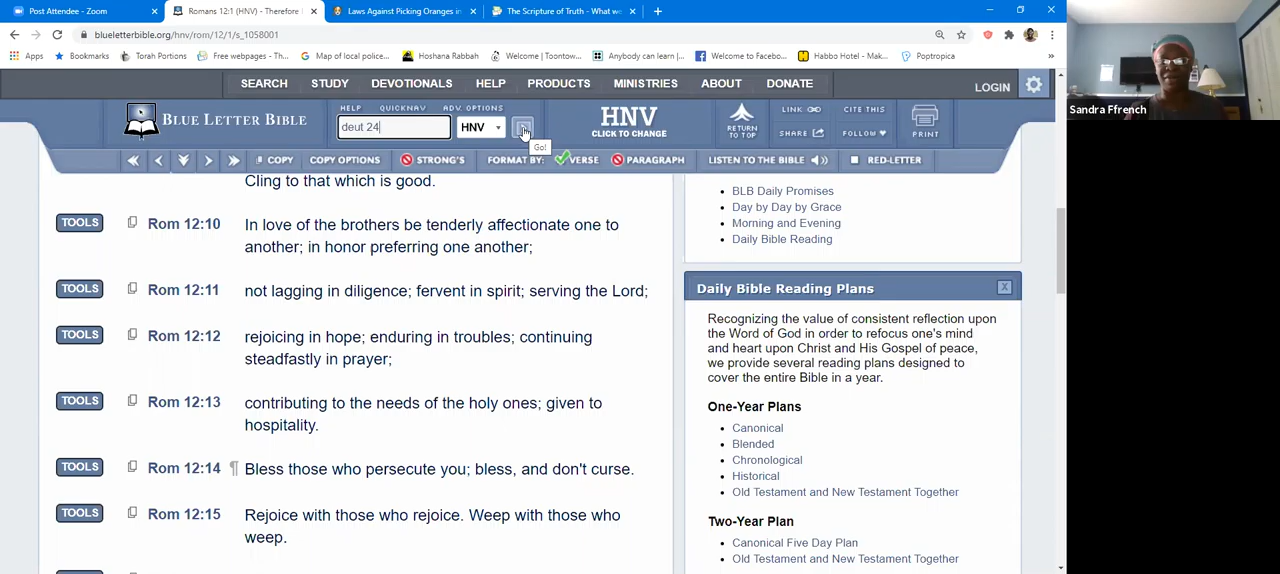 Post Attendee - Zoom
Romans 12:1 (HNV) - Therefore I
Laws Against Picking Oranges in
The Scripture of Truth - What we
blueletterbible.org/hnv/rom/12/1/s_1058001
Apps
Bookmarks
Torah Portions
Free webpages - W...
Map of local police...
Hoshana Rabbah
Welcome | Toontow...
Anybody can learn |...
Welcome to Faceboo...
Habbo Hotel - Mak...
Poptropica
Sandra Ffrench
SEARCH STUDY DEVOTIONALS HELP PRODUCTS MINISTRIES ABOUT DONATE
LOGIN
BLUE LETTER BIBLE
HELP QUICKNAV ADV. OPTIONS
deut 24
HNV
Go!
HNV
CLICK TO CHANGE
RETURN
TO TOP
LINK
CITE THIS
SHARE
FOLLOW
PRINT
COPY COPY OPTIONS STRONG'S FORMAT BY: VERSE PARAGRAPH LISTEN TO THE BIBLE RED-LETTER
Cling to that which is good.
TOOLS Rom 12:10 In love of the brothers be tenderly affectionate one to
another; in honor preferring one another;
TOOLS Rom 12:11 not lagging in diligence; fervent in spirit; serving the Lord;
TOOLS Rom 12:12 rejoicing in hope; enduring in troubles; continuing
steadfastly in prayer;
TOOLS Rom 12:13 contributing to the needs of the holy ones; given to
hospitality.
TOOLS Rom 12:14 ¶ Bless those who persecute you; bless, and don't curse.
TOOLS Rom 12:15 Rejoice with those who rejoice. Weep with those who
weep.
BLB Daily Promises
Day by Day by Grace
Morning and Evening
Daily Bible Reading
Daily Bible Reading Plans
X
Recognizing the value of consistent reflection upon
the Word of God in order to refocus one's mind
and heart upon Christ and His Gospel of peace,
we provide several reading plans designed to
cover the entire Bible in a year.
One-Year Plans
Canonical
Blended
Chronological
Historical
Old Testament and New Testament Together
Two-Year Plan
Canonical Five Day Plan
Old Testament and New Testament Together